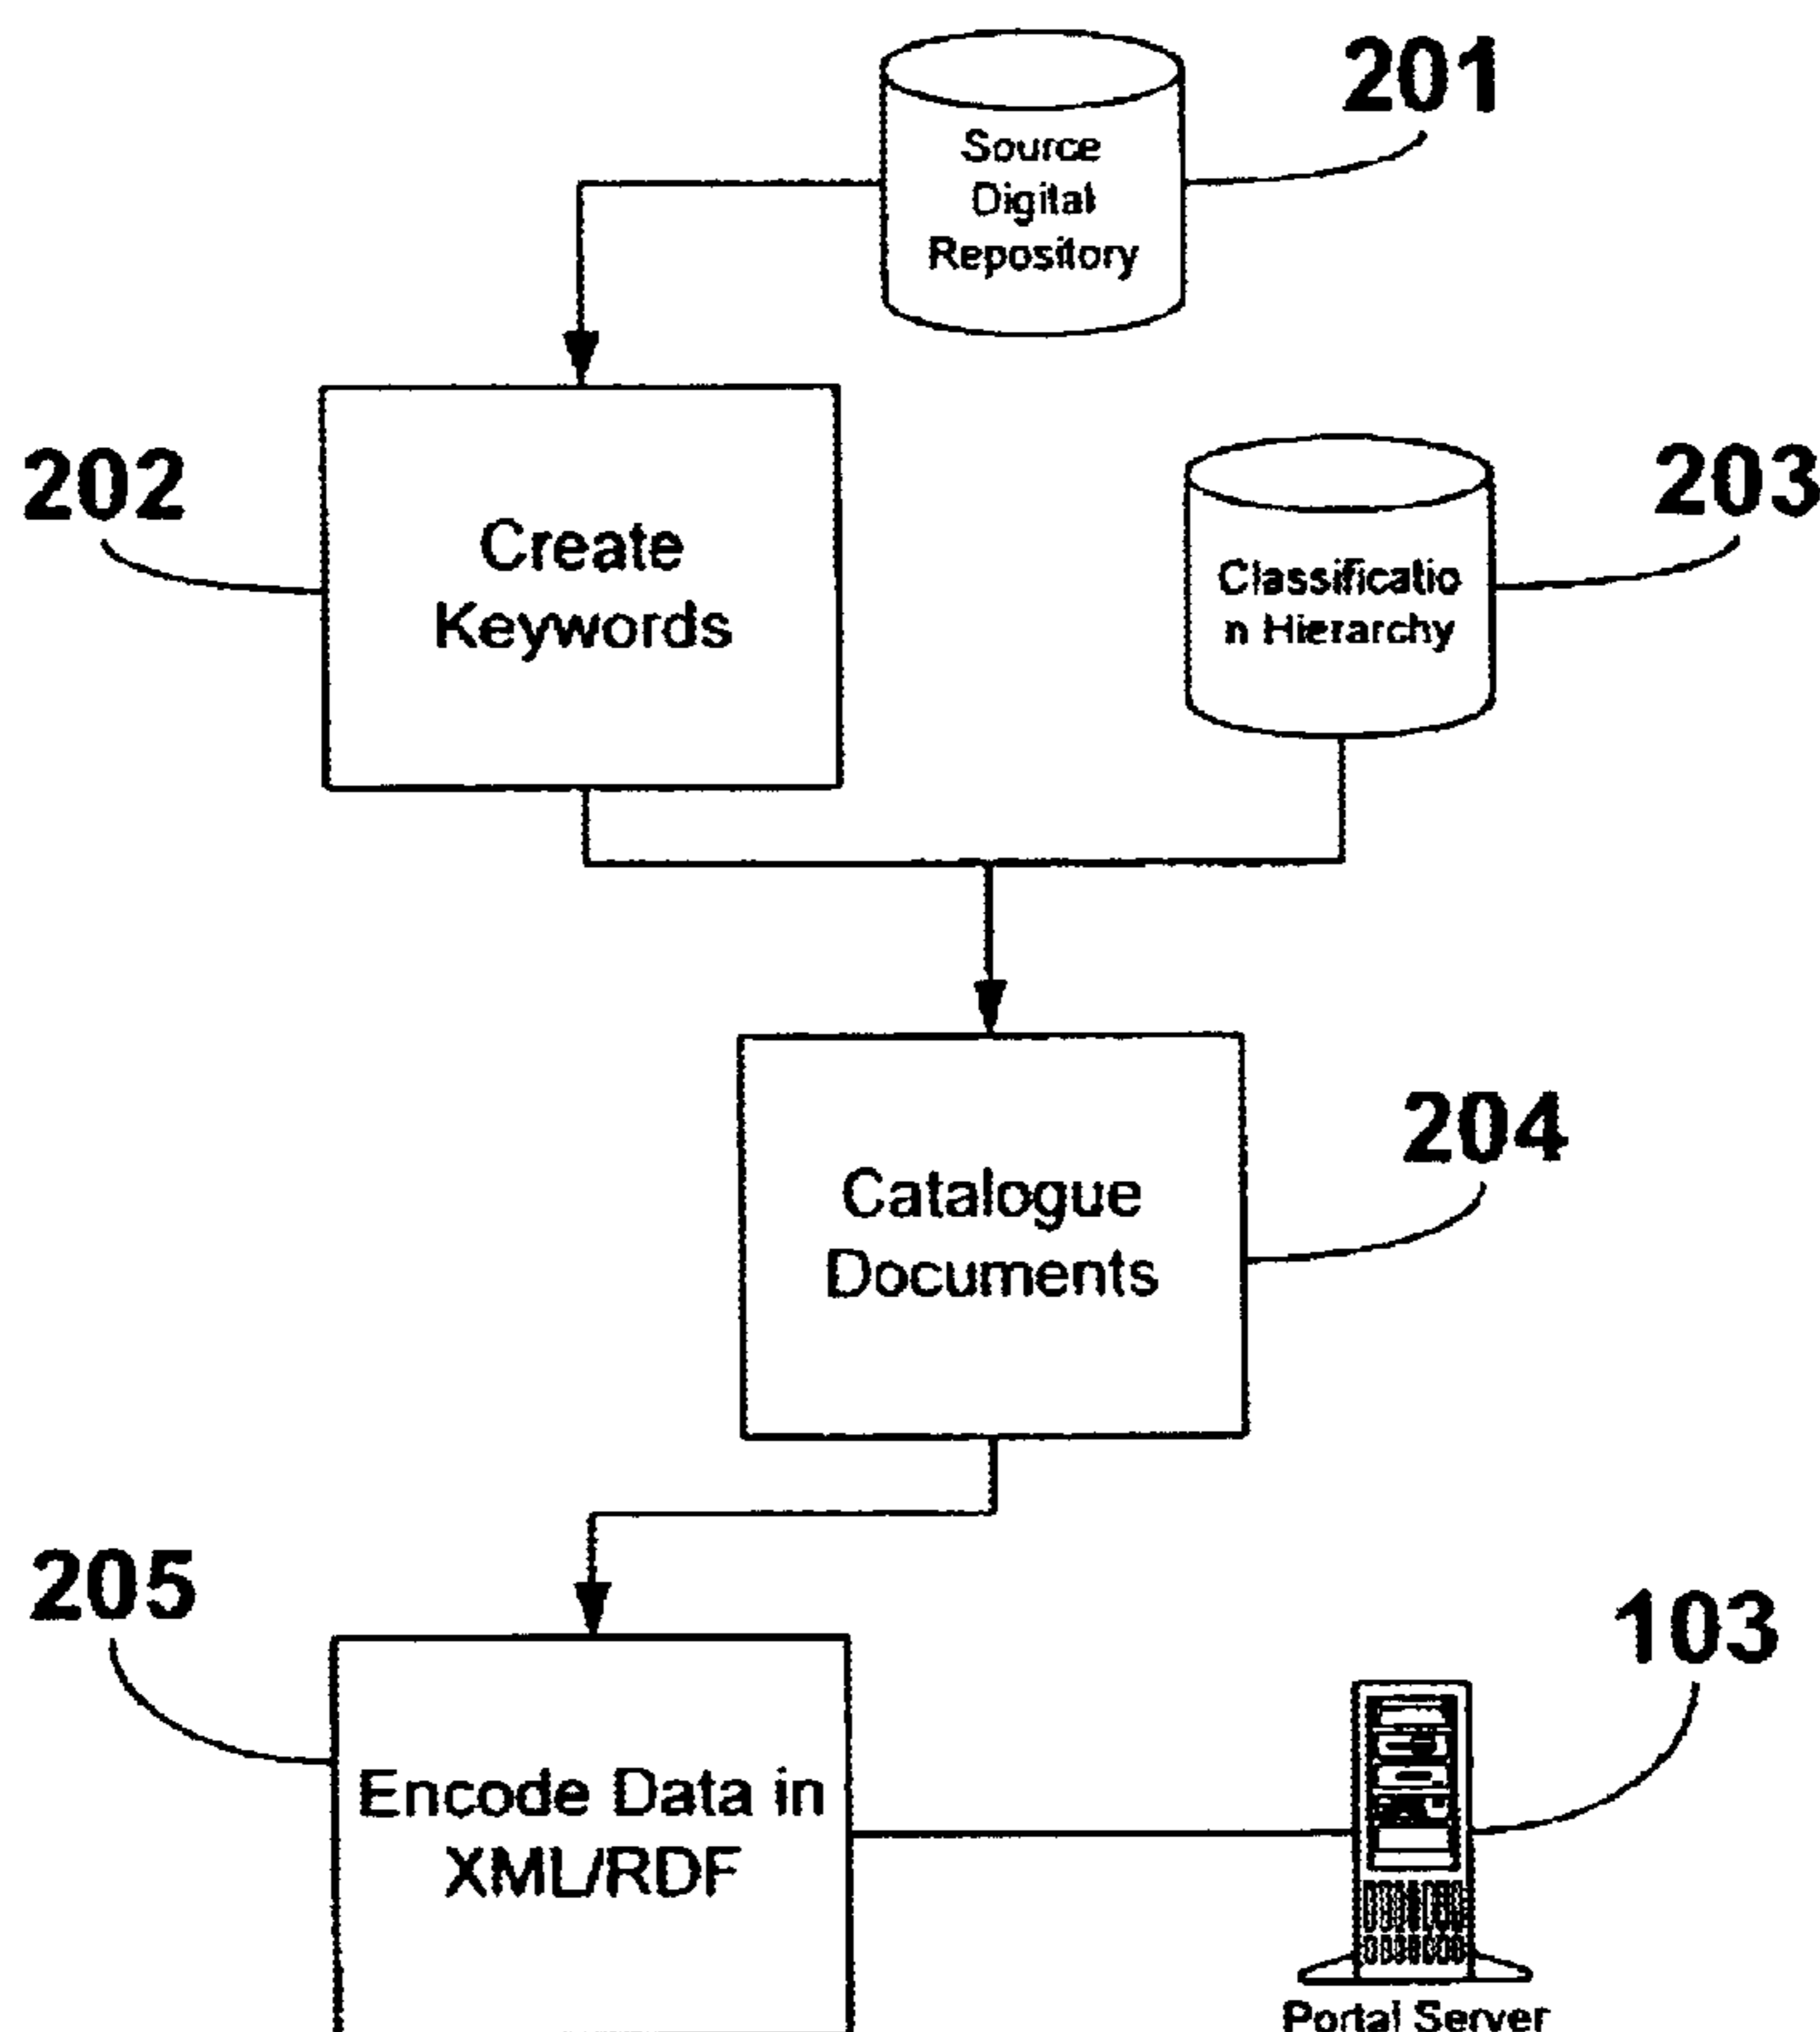 201
Source
Digital
Repository
202
Create
Keywords
203
Classificatio
n Hierarchy
204
Catalogue
Documents
205
Encode Data in
XML/RDF
103
Portal Server